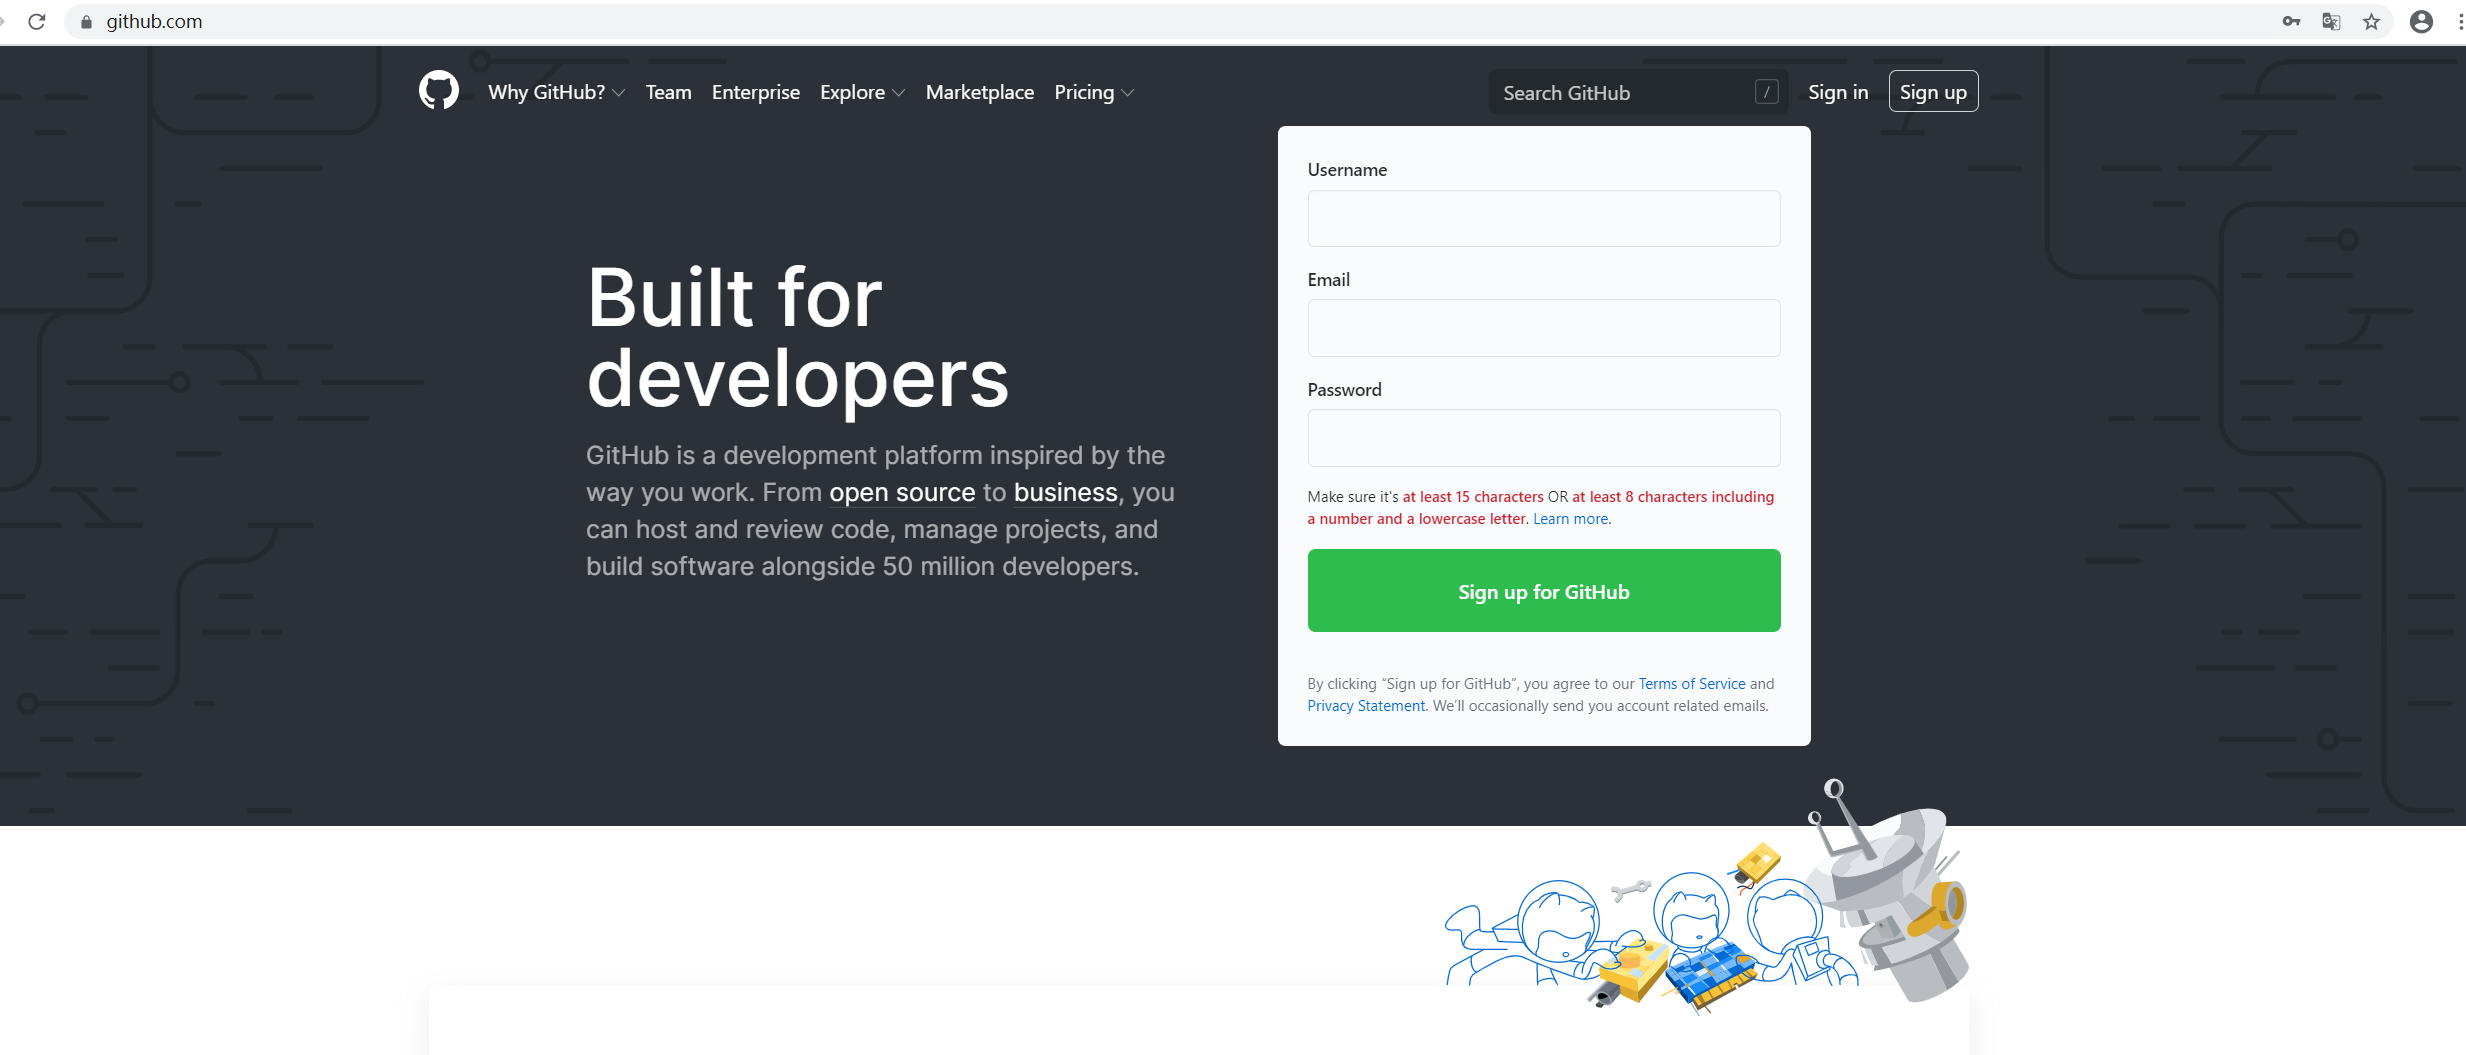 github.com
Why GitHub? Team Enterprise Explore Marketplace Pricing Search GitHub / Sign in Sign up
Built for
developers
GitHub is a development platform inspired by the
way you work. From open source to business, you
can host and review code, manage projects, and
build software alongside 50 million developers.
Username
Email
Password
Make sure it's at least 15 characters OR at least 8 characters including
a number and a lowercase letter. Learn more.
Sign up for GitHub
By clicking “Sign up for GitHub”, you agree to our Terms of Service and
Privacy Statement. We’ll occasionally send you account related emails.